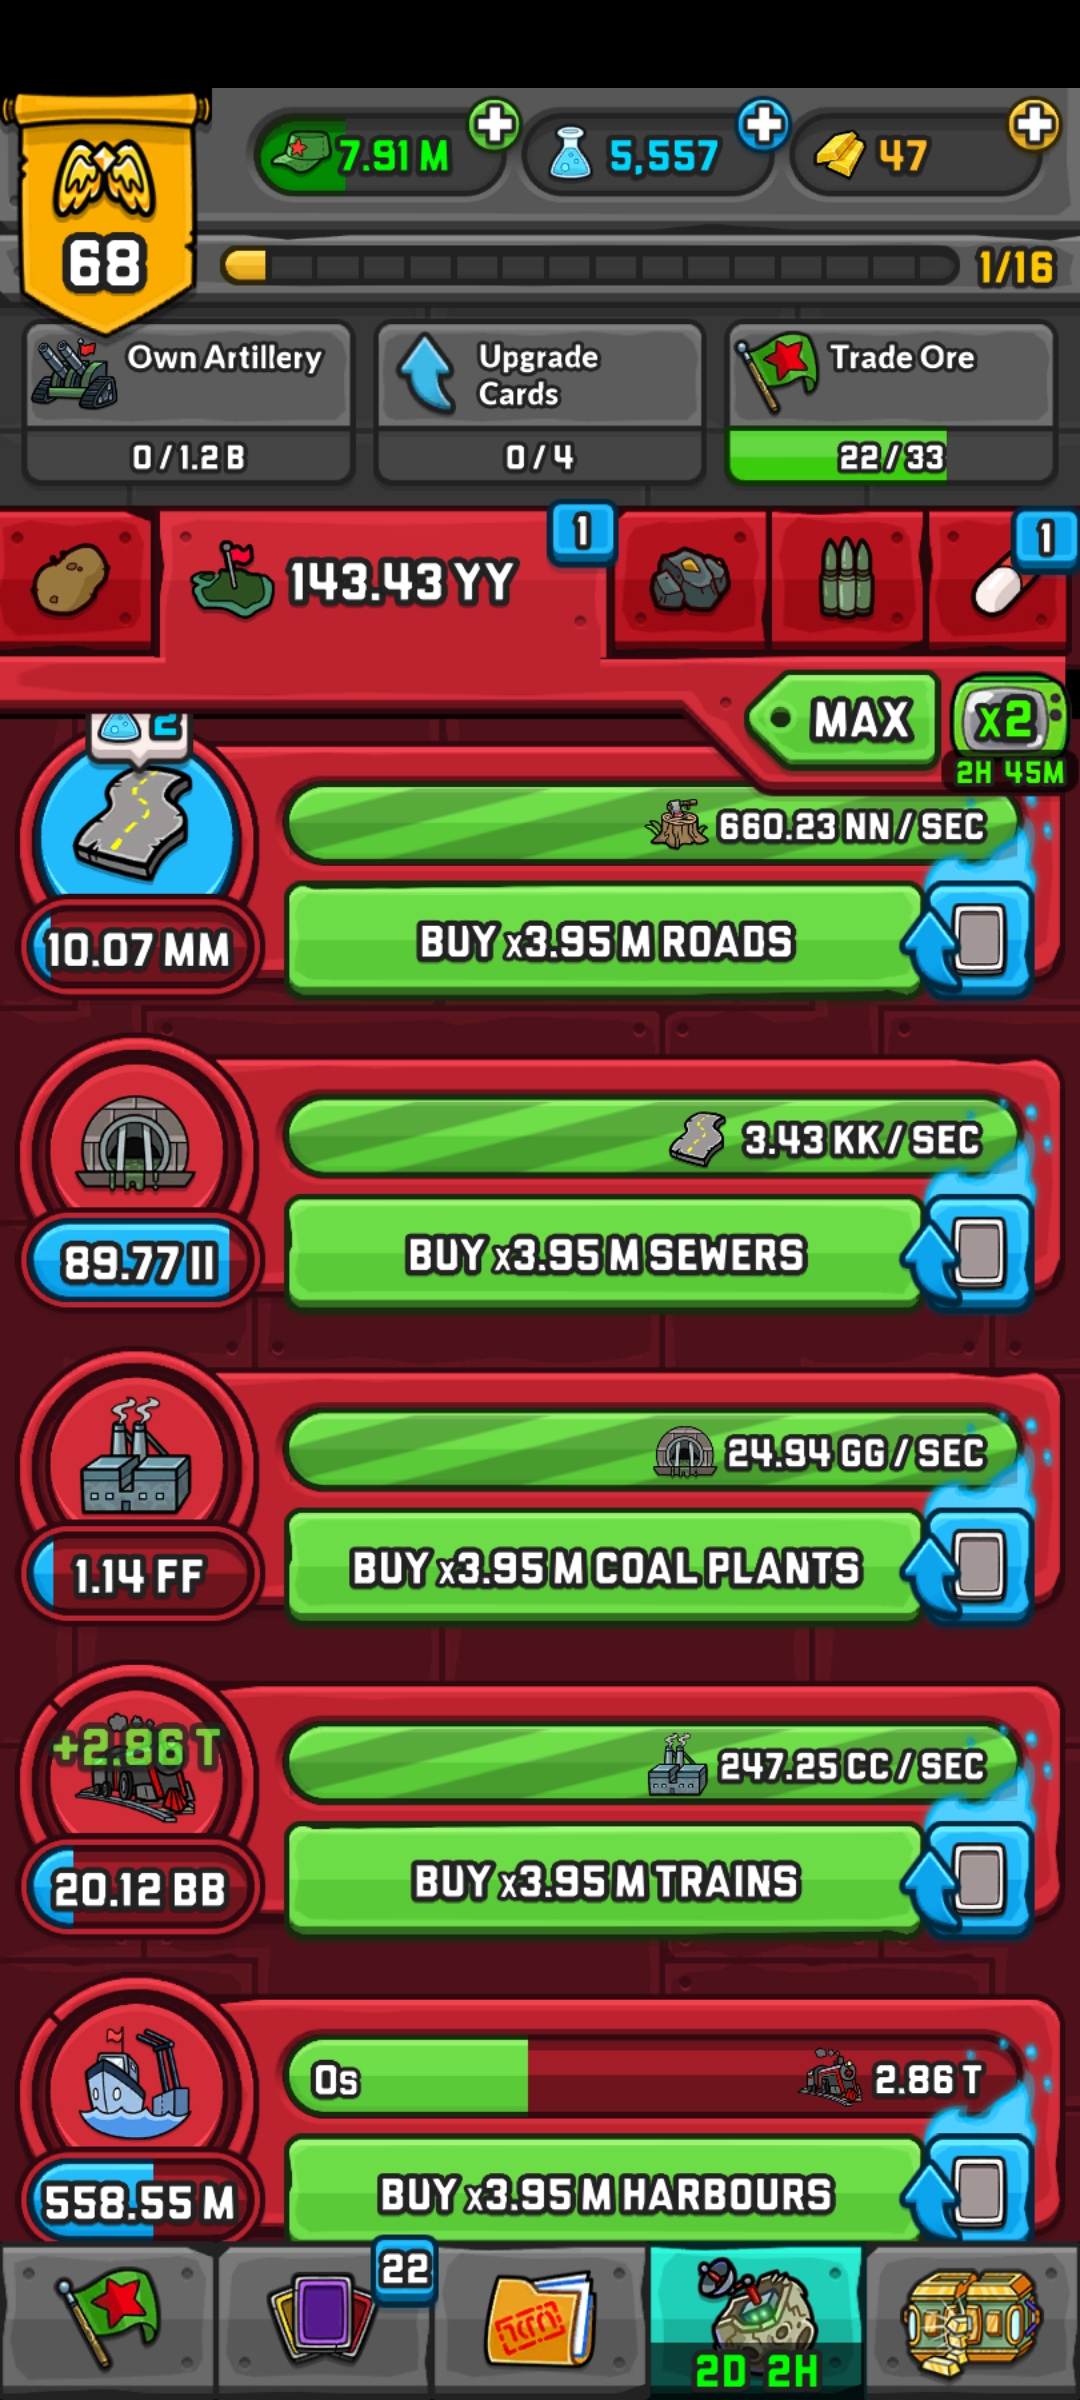 7.91 M
5,557
47
68
1/16
Own Artillery
0 / 1.2 B
Upgrade
Cards
0 / 4
Trade Ore
22 / 33
143.43 YY
1
1
MAX
x2
2H 45M
2
660.23 NN / SEC
10.07 MM
BUY x3.95 M ROADS
3.43 KK / SEC
89.77 II
BUY x3.95 M SEWERS
24.94 GG / SEC
1.14 FF
BUY x3.95 M COAL PLANTS
+2.86 T
247.25 CC / SEC
20.12 BB
BUY x3.95 M TRAINS
0s
2.86 T
558.55 M
BUY x3.95 M HARBOURS
22
2D 2H